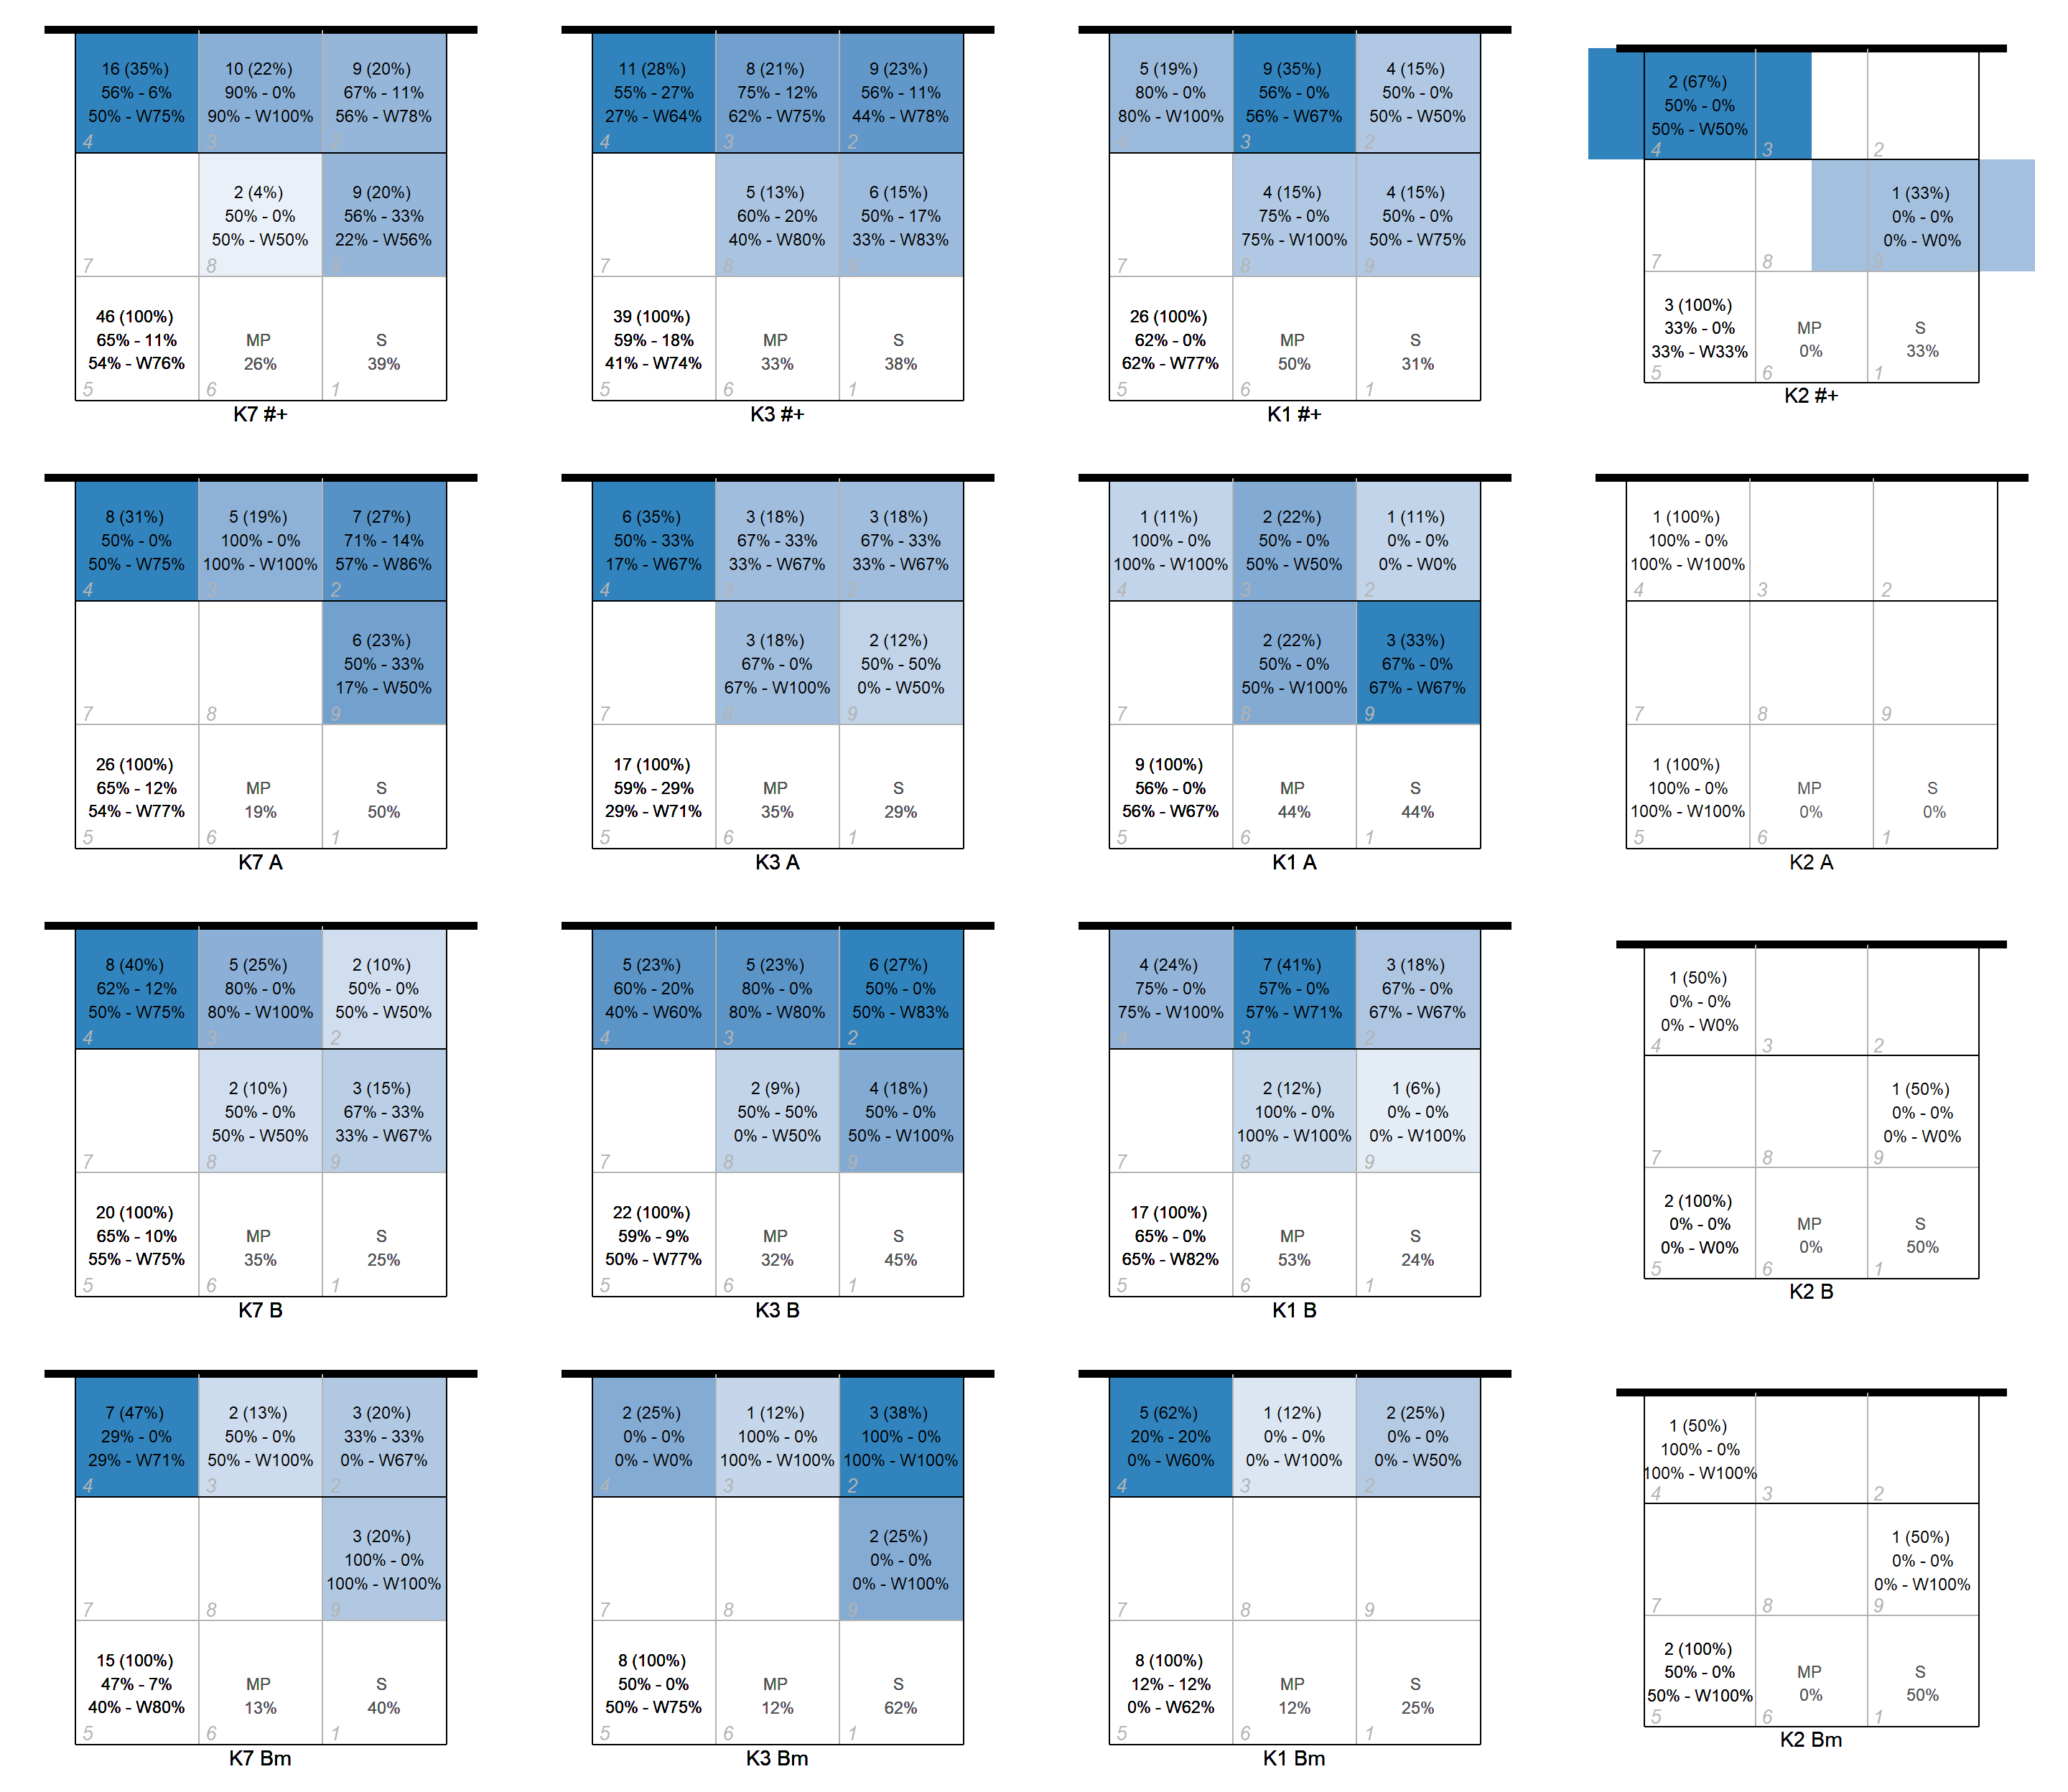 16 (35%)
56% - 6%
50% - W75%
4
10 (22%)
90% - 0%
90% - W100%
3
9 (20%)
67% - 11%
56% - W78%
2
7
2 (4%)
50% - 0%
50% - W50%
8
9 (20%)
56% - 33%
22% - W56%
9
46 (100%)
65% - 11%
54% - W76%
5
MP
26%
6
S
39%
1
K7 #+
11 (28%)
55% - 27%
27% - W64%
4
8 (21%)
75% - 12%
62% - W75%
3
9 (23%)
56% - 11%
44% - W78%
2
7
5 (13%)
60% - 20%
40% - W80%
8
6 (15%)
50% - 17%
33% - W83%
9
39 (100%)
59% - 18%
41% - W74%
5
MP
33%
6
S
38%
1
K3 #+
5 (19%)
80% - 0%
80% - W100%
4
9 (35%)
56% - 0%
56% - W67%
3
4 (15%)
50% - 0%
50% - W50%
2
7
4 (15%)
75% - 0%
75% - W100%
8
4 (15%)
50% - 0%
50% - W75%
9
26 (100%)
62% - 0%
62% - W77%
5
MP
50%
6
S
31%
1
K1 #+
2 (67%)
50% - 0%
50% - W50%
4
3
2
7
8
1 (33%)
0% - 0%
0% - W0%
9
3 (100%)
33% - 0%
33% - W33%
5
MP
0%
6
S
33%
1
K2 #+
8 (31%)
50% - 0%
50% - W75%
4
5 (19%)
100% - 0%
100% - W100%
3
7 (27%)
71% - 14%
57% - W86%
2
7
8
6 (23%)
50% - 33%
17% - W50%
9
26 (100%)
65% - 12%
54% - W77%
5
MP
19%
6
S
50%
1
K7 A
6 (35%)
50% - 33%
17% - W67%
4
3 (18%)
67% - 33%
33% - W67%
3
3 (18%)
67% - 33%
33% - W67%
2
7
3 (18%)
67% - 0%
67% - W100%
8
2 (12%)
50% - 50%
0% - W50%
9
17 (100%)
59% - 29%
29% - W71%
5
MP
35%
6
S
29%
1
K3 A
1 (11%)
100% - 0%
100% - W100%
4
2 (22%)
50% - 0%
50% - W50%
3
1 (11%)
0% - 0%
0% - W0%
2
7
2 (22%)
50% - 0%
50% - W100%
8
3 (33%)
67% - 0%
67% - W67%
9
9 (100%)
56% - 0%
56% - W67%
5
MP
44%
6
S
44%
1
K1 A
1 (100%)
100% - 0%
100% - W100%
4
3
2
7
8
9
1 (100%)
100% - 0%
100% - W100%
5
MP
0%
6
S
0%
1
K2 A
8 (40%)
62% - 12%
50% - W75%
4
5 (25%)
80% - 0%
80% - W100%
3
2 (10%)
50% - 0%
50% - W50%
2
7
2 (10%)
50% - 0%
50% - W50%
8
3 (15%)
67% - 33%
33% - W67%
9
20 (100%)
65% - 10%
55% - W75%
5
MP
35%
6
S
25%
1
K7 B
5 (23%)
60% - 20%
40% - W60%
4
5 (23%)
80% - 0%
80% - W80%
3
6 (27%)
50% - 0%
50% - W83%
2
7
2 (9%)
50% - 50%
0% - W50%
8
4 (18%)
50% - 0%
50% - W100%
9
22 (100%)
59% - 9%
50% - W77%
5
MP
32%
6
S
45%
1
K3 B
4 (24%)
75% - 0%
75% - W100%
4
7 (41%)
57% - 0%
57% - W71%
3
3 (18%)
67% - 0%
67% - W67%
2
7
2 (12%)
100% - 0%
100% - W100%
8
1 (6%)
0% - 0%
0% - W100%
9
17 (100%)
65% - 0%
65% - W82%
5
MP
53%
6
S
24%
1
K1 B
1 (50%)
0% - 0%
0% - W0%
4
3
2
7
8
1 (50%)
0% - 0%
0% - W0%
9
2 (100%)
0% - 0%
0% - W0%
5
MP
0%
6
S
50%
1
K2 B
7 (47%)
29% - 0%
29% - W71%
4
2 (13%)
50% - 0%
50% - W100%
3
3 (20%)
33% - 33%
0% - W67%
2
7
8
3 (20%)
100% - 0%
100% - W100%
9
15 (100%)
47% - 7%
40% - W80%
5
MP
13%
6
S
40%
1
K7 Bm
2 (25%)
0% - 0%
0% - W0%
4
1 (12%)
100% - 0%
100% - W100%
3
3 (38%)
100% - 0%
100% - W100%
2
7
8
2 (25%)
0% - 0%
0% - W100%
9
8 (100%)
50% - 0%
50% - W75%
5
MP
12%
6
S
62%
1
K3 Bm
5 (62%)
20% - 20%
0% - W60%
4
1 (12%)
0% - 0%
0% - W100%
3
2 (25%)
0% - 0%
0% - W50%
2
7
8
9
8 (100%)
12% - 12%
0% - W62%
5
MP
12%
6
S
25%
1
K1 Bm
1 (50%)
100% - 0%
100% - W100%
4
3
2
7
8
1 (50%)
0% - 0%
0% - W100%
9
2 (100%)
50% - 0%
50% - W100%
5
MP
0%
6
S
50%
1
K2 Bm